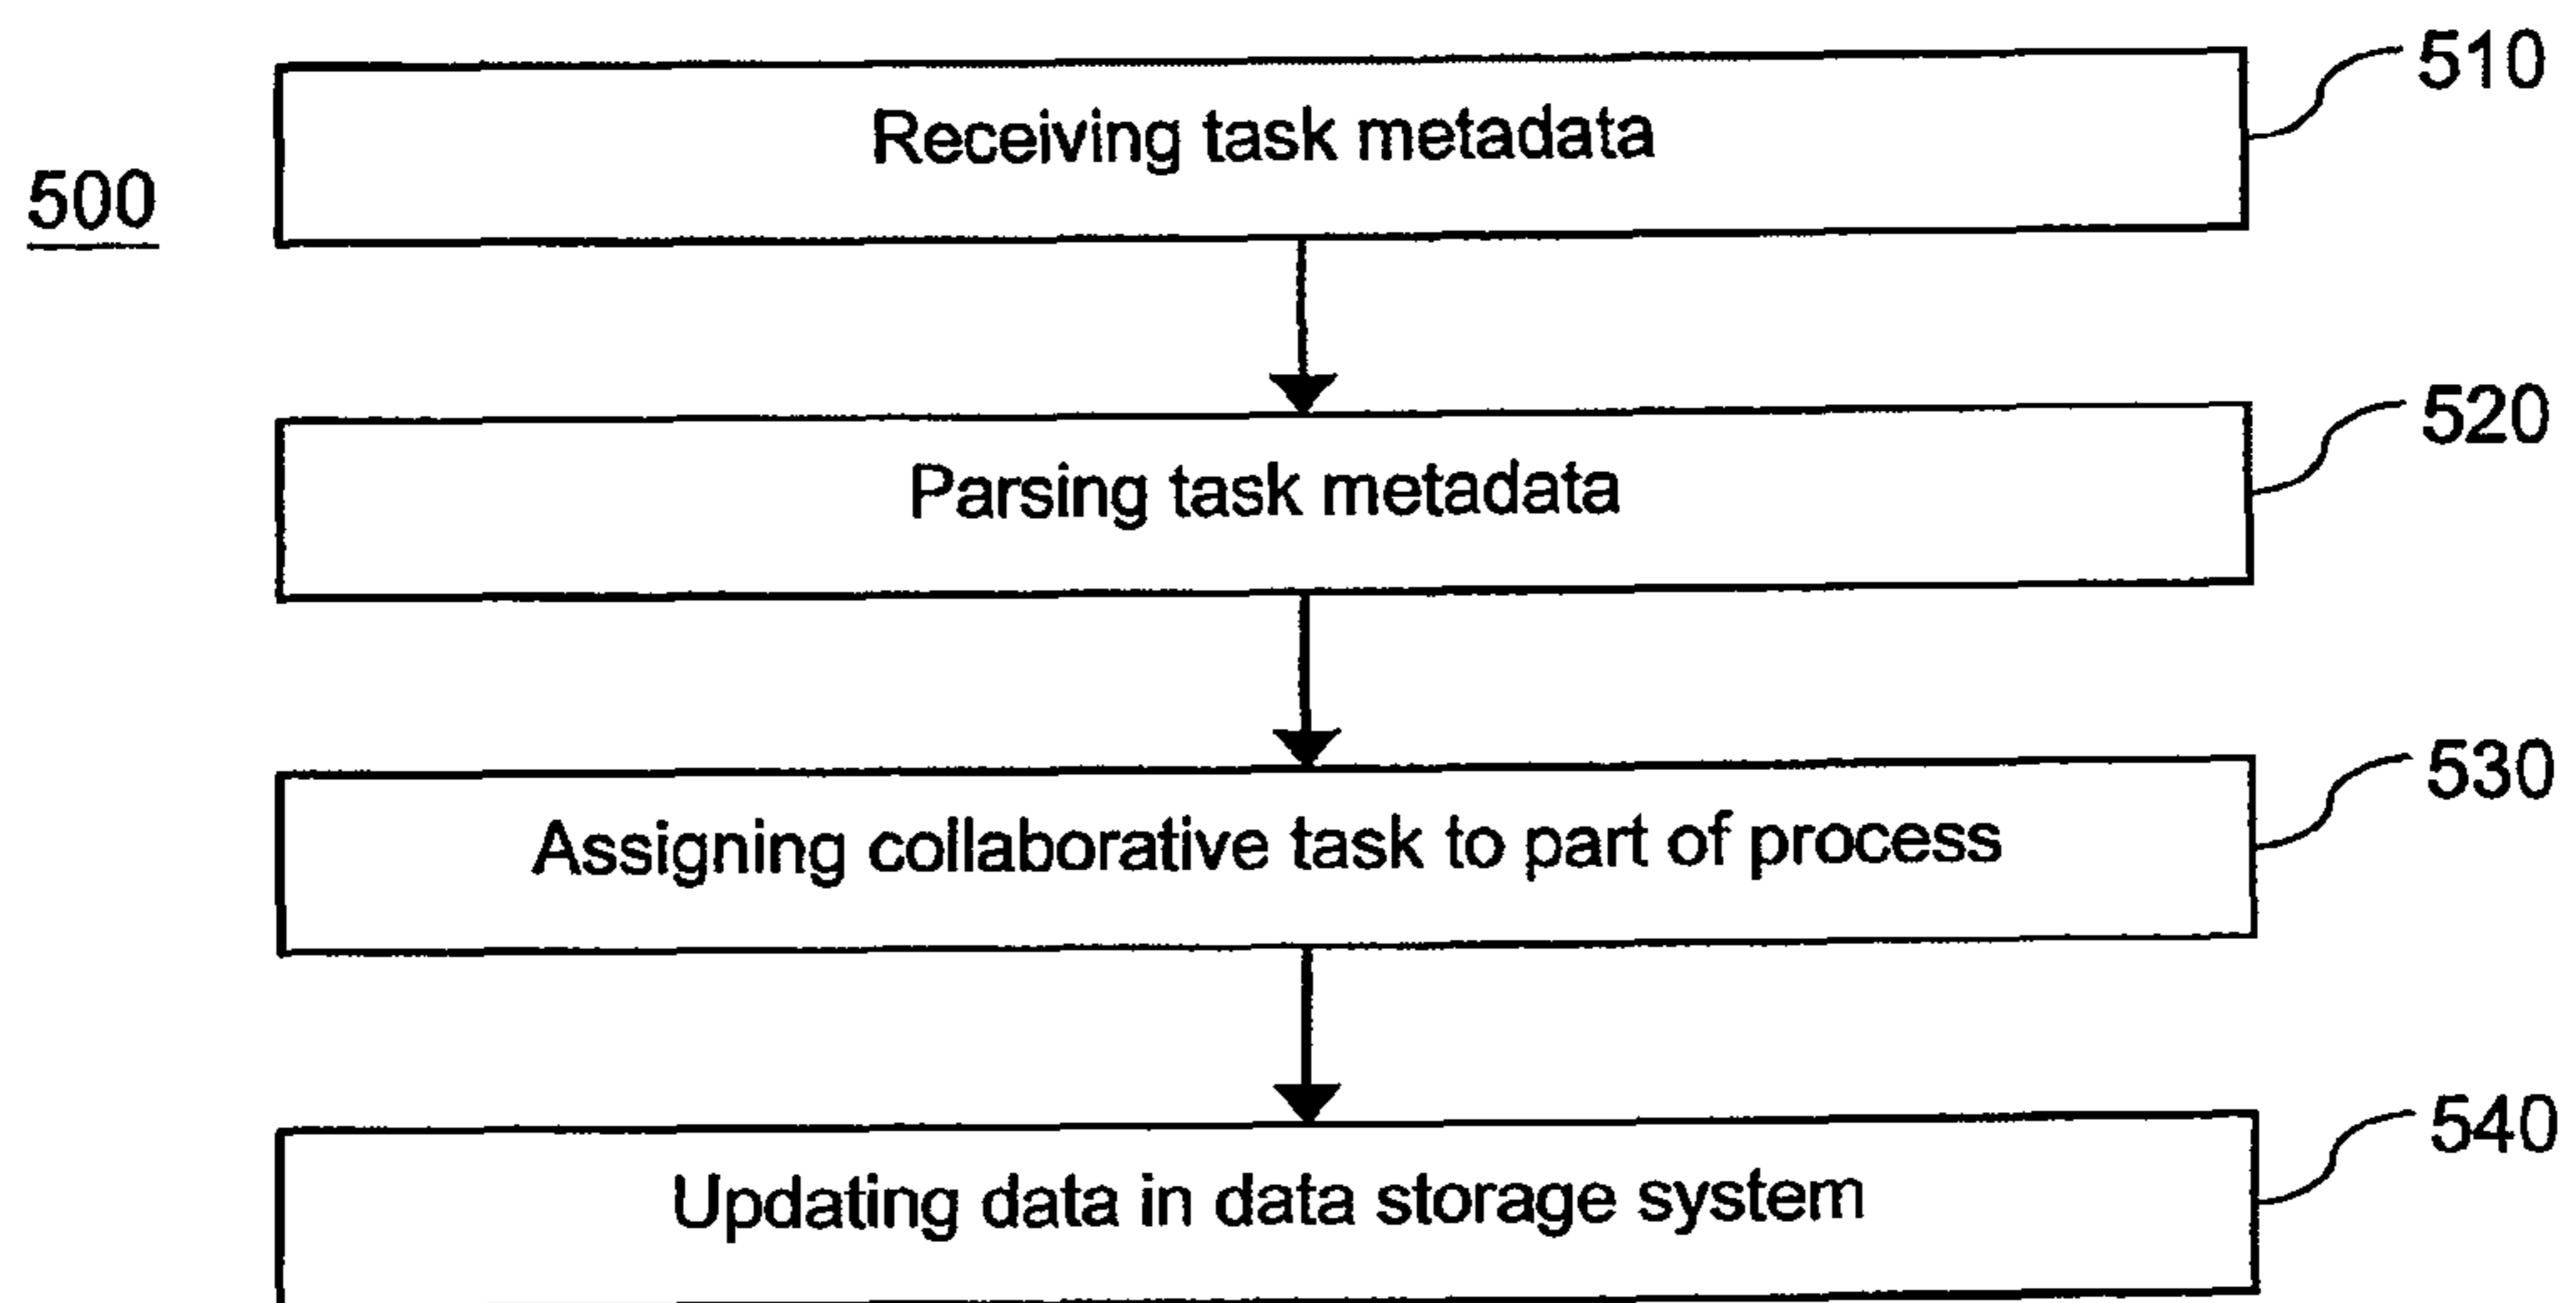 510
Receiving task metadata
500
520
Parsing task metadata
530
Assigning collaborative task to part of process
540
Updating data in data storage system